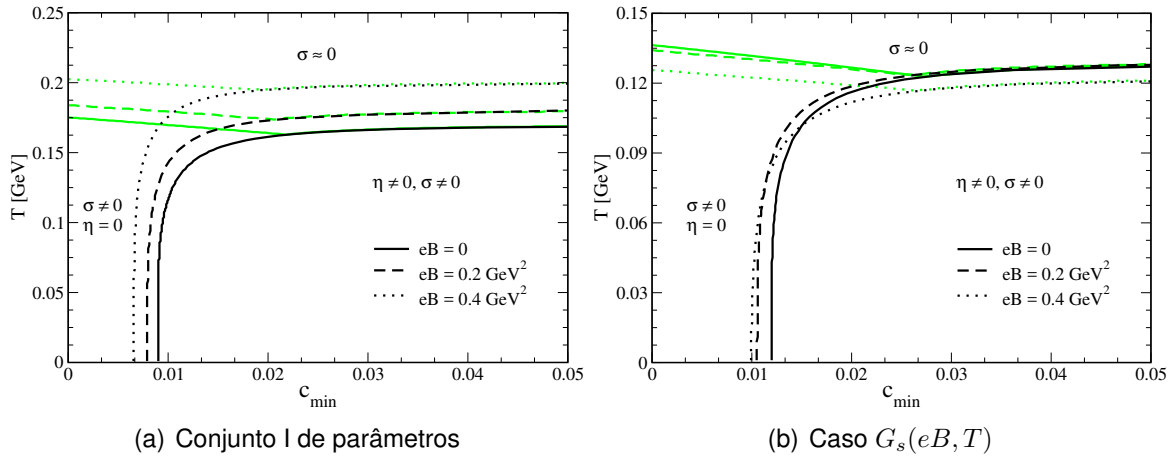 0.25
0.2
0.15
0.1
0.05
0
T [GeV]
σ ≈ 0
η ≠ 0, σ ≠ 0
σ ≠ 0
η = 0
eB = 0
eB = 0.2 GeV²
eB = 0.4 GeV²
0 0.01 0.02 0.03 0.04 0.05
c_min
(a) Conjunto I de parâmetros
0.15
0.12
0.09
0.06
0.03
0
T [GeV]
σ ≈ 0
η ≠ 0, σ ≠ 0
σ ≠ 0
η = 0
eB = 0
eB = 0.2 GeV²
eB = 0.4 GeV²
0 0.01 0.02 0.03 0.04 0.05
c_min
(b) Caso G_s(eB, T)